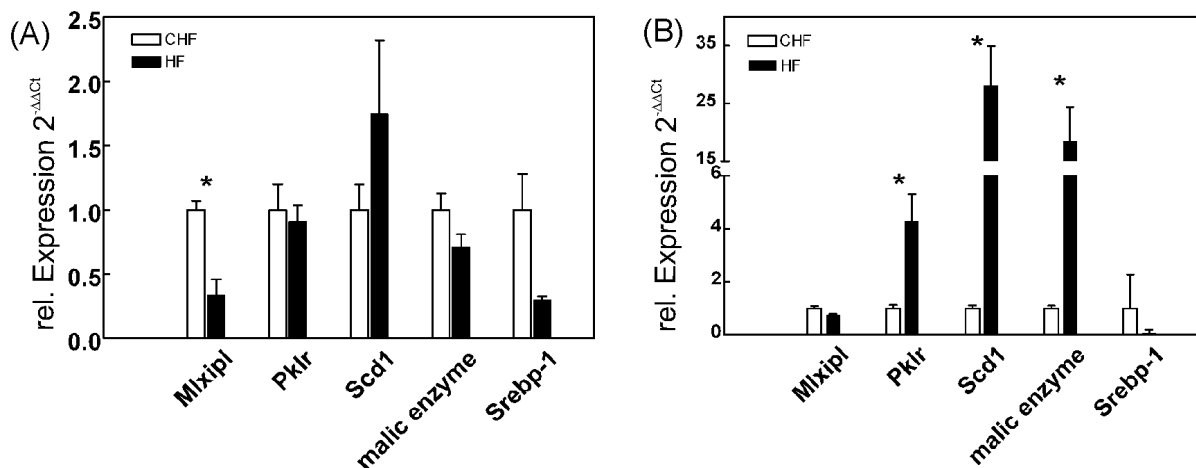 (A)
rel. Expression 2^-ΔΔCt
2.5
2.0
1.5
1.0
0.5
0.0
CHF
HF
*
Mlxipl
Pklr
Scd1
malic enzyme
Srebp-1
(B)
rel. Expression 2^-ΔΔCt
35
25
15
6
4
2
0
CHF
HF
*
*
*
Mlxipl
Pklr
Scd1
malic enzyme
Srebp-1